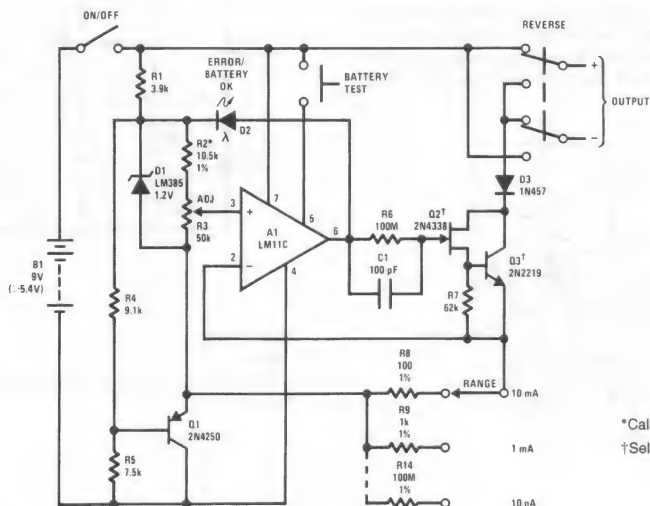 ON/OFF
REVERSE
R1
3.9k
ERROR/
BATTERY
OK
BATTERY
TEST
+
OUTPUT
−
D2
λ
R2*
10.5k
1%
D1
LM385
1.2V
ADJ
R3
50k
3
+
7
5
A1
LM11C
6
2
−
4
R6
100M
C1
100 pF
Q2†
2N4338
D3
1N457
Q3†
2N2219
R7
62k
B1
9V
R4
9.1k
Q1
2N4250
R5
7.5k
R8
100
1%
RANGE
10 mA
R9
1k
1%
1 mA
R14
100M
1%
10 nA
*Cal
†Sel